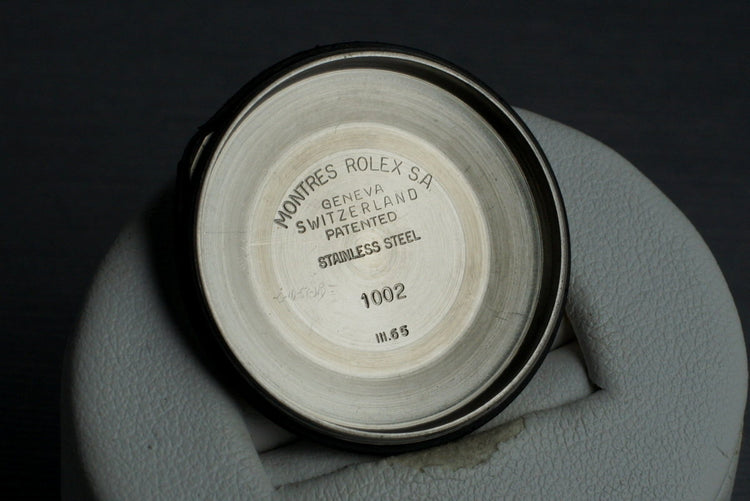 MONTRES ROLEX S.A
GENEVA
SWITZERLAND
PATENTED
STAINLESS STEEL
1002
III.65